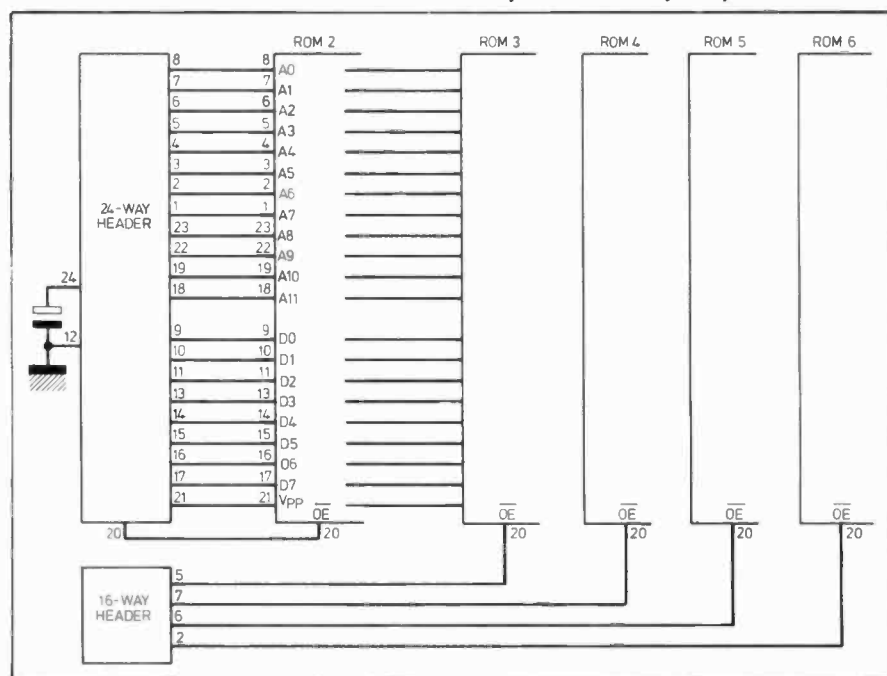 ROM 2 ROM 3 ROM 4 ROM 5 ROM 6
8 8 A0
7 7 A1
6 6 A2
5 5 A3
4 4 A4
3 3 A5
2 2 A6
1 1 A7
24-WAY
HEADER
23 23 A8
22 22 A9
19 19 A10
18 18 A11
24
12
9 9 D0
10 10 D1
11 11 D2
13 13 D3
14 14 D4
15 15 D5
16 16 06
17 17 D7
21 21 VPP
OE OE OE OE OE
20 20 20 20 20 20
16-WAY
HEADER
5
7
6
2